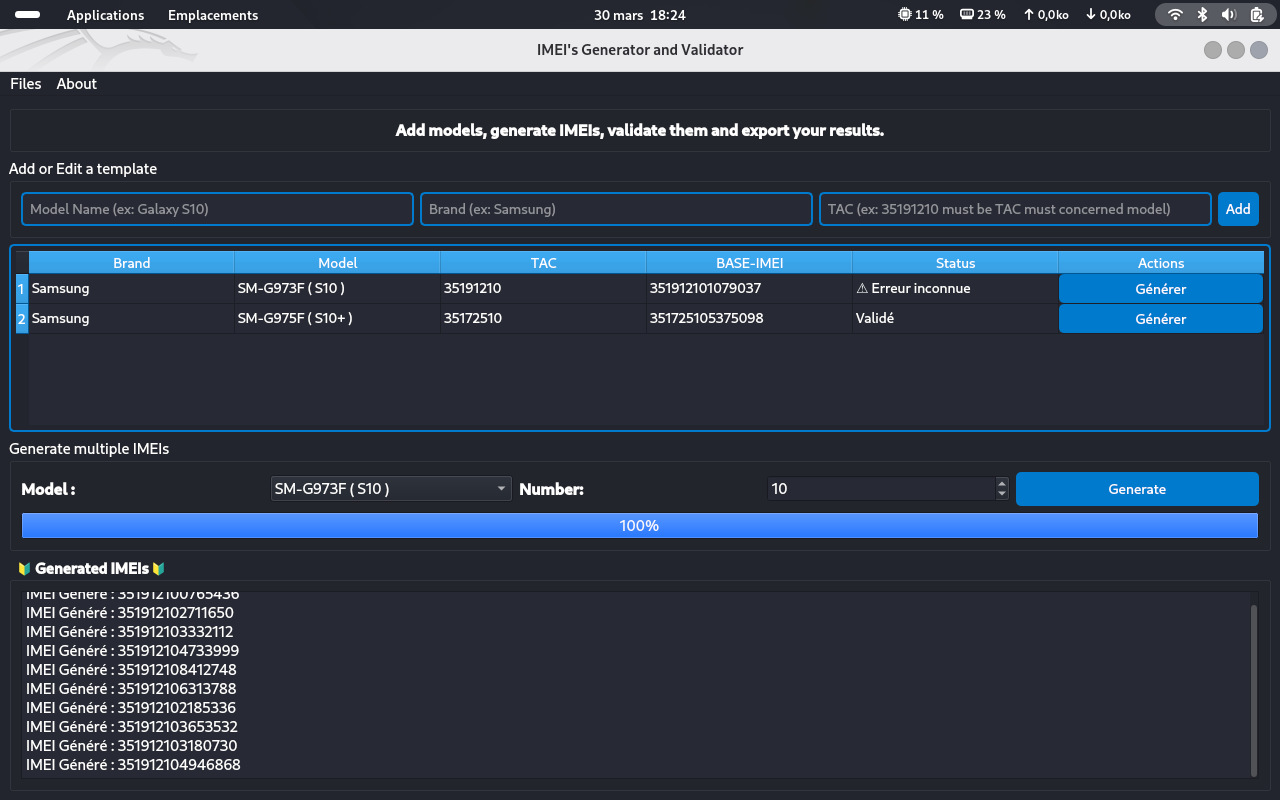 Applications Emplacements 30 mars 18:24 11 % 23 % 0,0ko 0,0ko
IMEI's Generator and Validator
Files About
Add models, generate IMEIs, validate them and export your results.
Add or Edit a template
Model Name (ex: Galaxy S10) Brand (ex: Samsung) TAC (ex: 35191210 must be TAC must concerned model) Add
Brand Model TAC BASE-IMEI Status Actions
1 Samsung SM-G973F ( S10 ) 35191210 351912101079037 ⚠ Erreur inconnue Générer
2 Samsung SM-G975F ( S10+ ) 35172510 351725105375098 Validé Générer
Generate multiple IMEIs
Model : SM-G973F ( S10 ) Number: 10 Generate
100%
🔰 Generated IMEIs 🔰
IMEI Généré : 351912100765436
IMEI Généré : 351912102711650
IMEI Généré : 351912103332112
IMEI Généré : 351912104733999
IMEI Généré : 351912108412748
IMEI Généré : 351912106313788
IMEI Généré : 351912102185336
IMEI Généré : 351912103653532
IMEI Généré : 351912103180730
IMEI Généré : 351912104946868